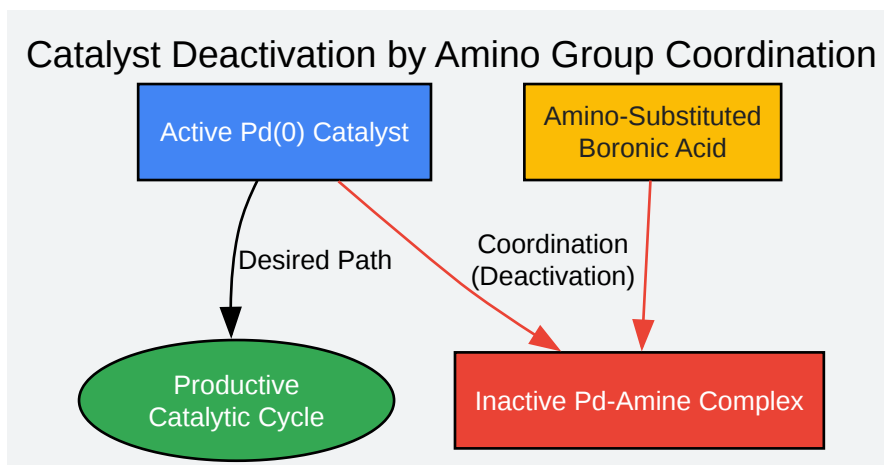 Catalyst Deactivation by Amino Group Coordination
Active Pd(0) Catalyst
Amino-Substituted
Boronic Acid
Desired Path
Coordination
(Deactivation)
Productive
Catalytic Cycle
Inactive Pd-Amine Complex